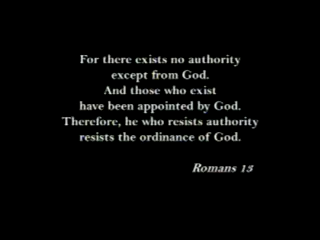 For there exists no authority
except from God.
And those who exist
have been appointed by God.
Therefore, he who resists authority
resists the ordinance of God.
Romans 13